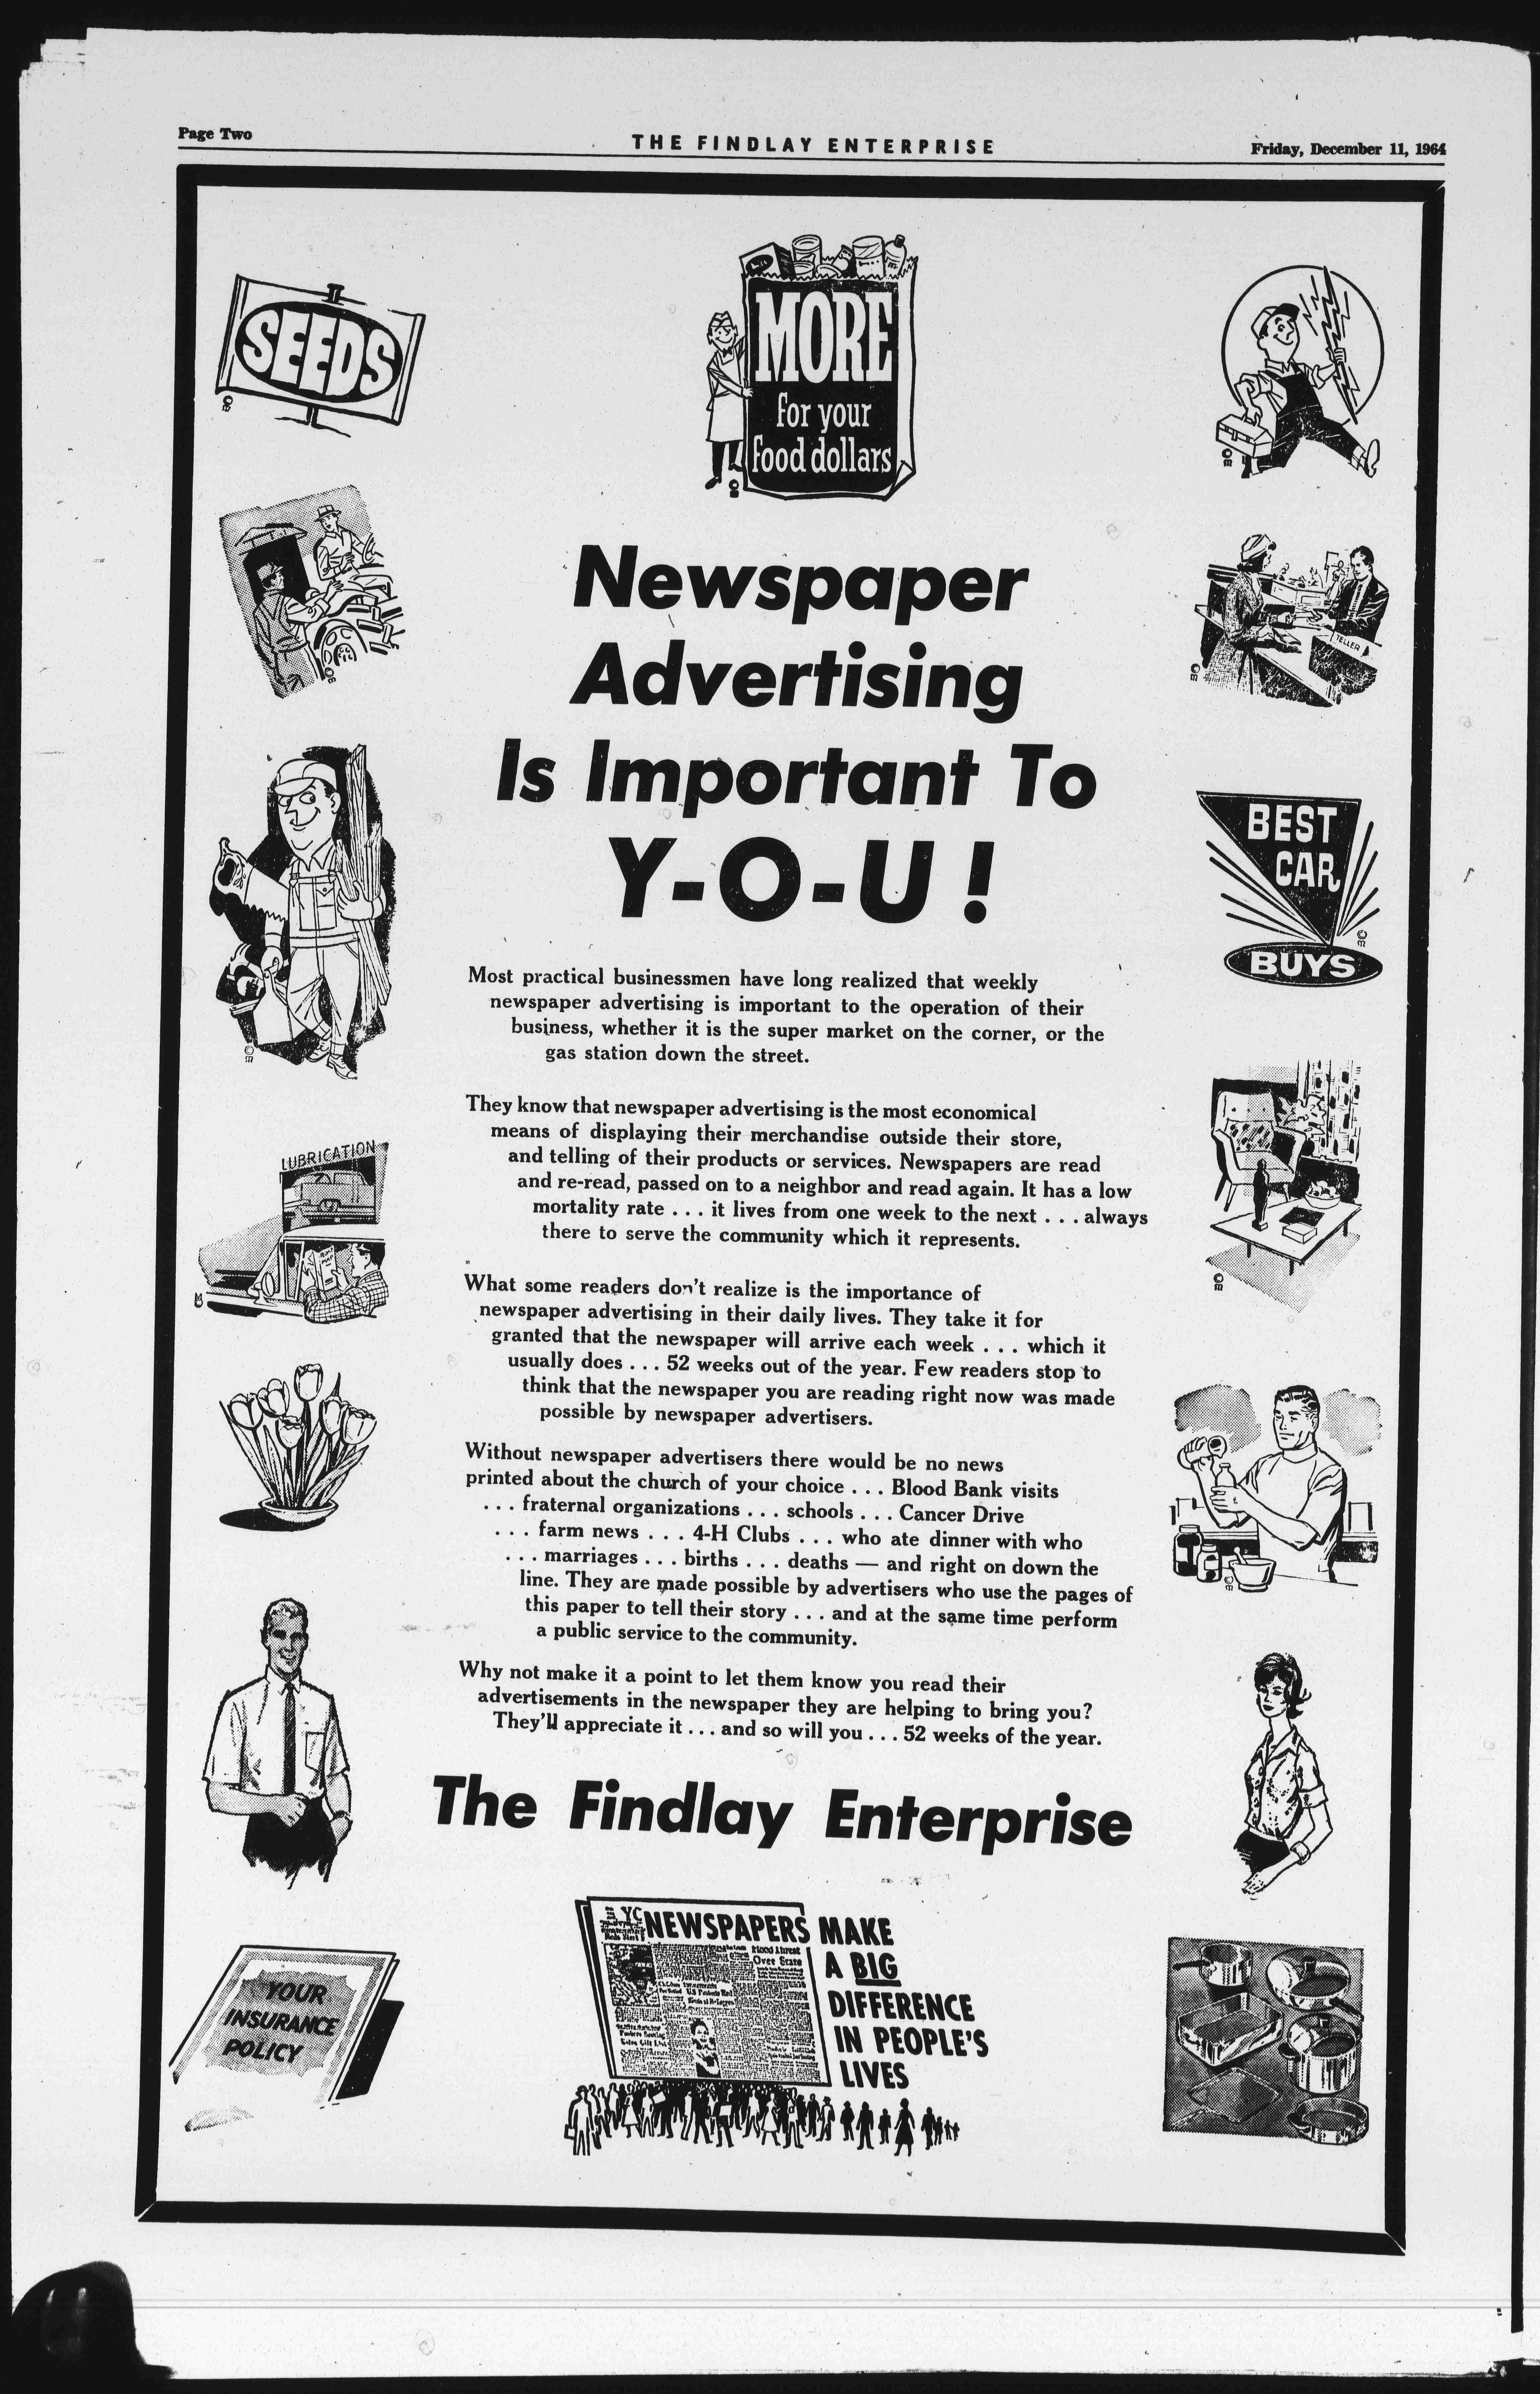 Page Two
THE FINDLAY ENTERPRISE
Friday, December 11, 1964
SEEDS
MORE
for your
food dollars
Newspaper
Advertising
Is Important To
Y-O-U!
TELLER
BEST
CAR
BUYS
LUBRICATION
Most practical businessmen have long realized that weekly
newspaper advertising is important to the operation of their
business, whether it is the super market on the corner, or the
gas station down the street.
They know that newspaper advertising is the most economical
means of displaying their merchandise outside their store,
and telling of their products or services. Newspapers are read
and re-read, passed on to a neighbor and read again. It has a low
mortality rate . . . it lives from one week to the next . . . always
there to serve the community which it represents.
What some readers don't realize is the importance of
newspaper advertising in their daily lives. They take it for
granted that the newspaper will arrive each week . . . which it
usually does . . . 52 weeks out of the year. Few readers stop to
think that the newspaper you are reading right now was made
possible by newspaper advertisers.
Without newspaper advertisers there would be no news
printed about the church of your choice . . . Blood Bank visits
. . . fraternal organizations . . . schools . . . Cancer Drive
. . . farm news . . . 4-H Clubs . . . who ate dinner with who
. . . marriages . . . births . . . deaths — and right on down the
line. They are made possible by advertisers who use the pages of
this paper to tell their story . . . and at the same time perform
a public service to the community.
Why not make it a point to let them know you read their
advertisements in the newspaper they are helping to bring you?
They'll appreciate it . . . and so will you . . . 52 weeks of the year.
The Findlay Enterprise
YOUR
INSURANCE
POLICY
NEWSPAPERS MAKE
A BIG
DIFFERENCE
IN PEOPLE'S
LIVES
Over State